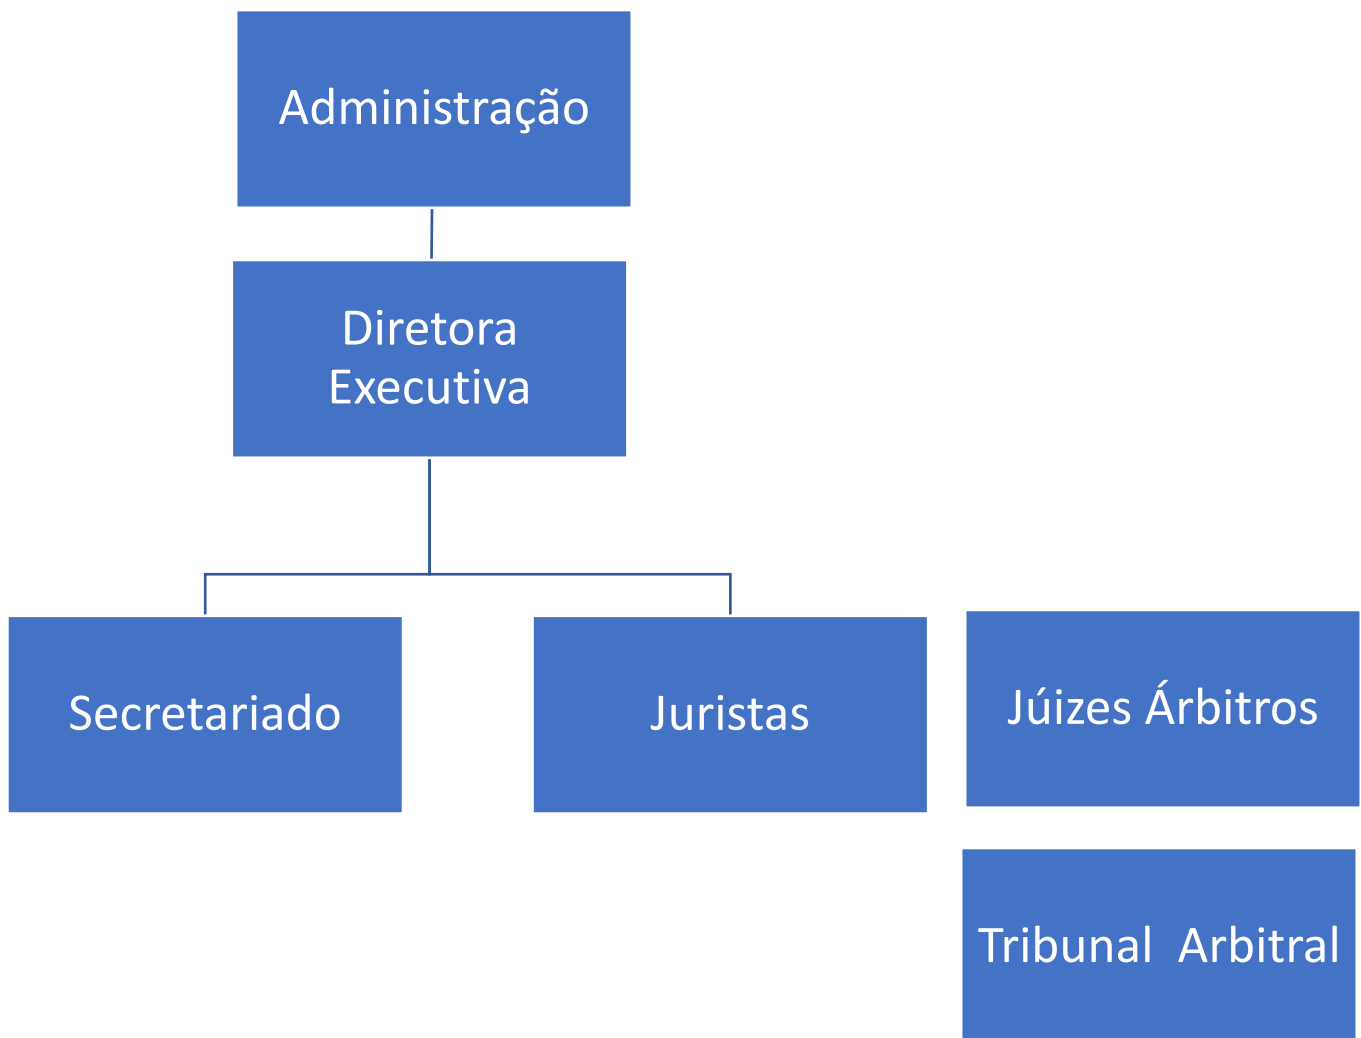 Administração
Diretora
Executiva
Secretariado
Juristas
Júizes Árbitros
Tribunal  Arbitral